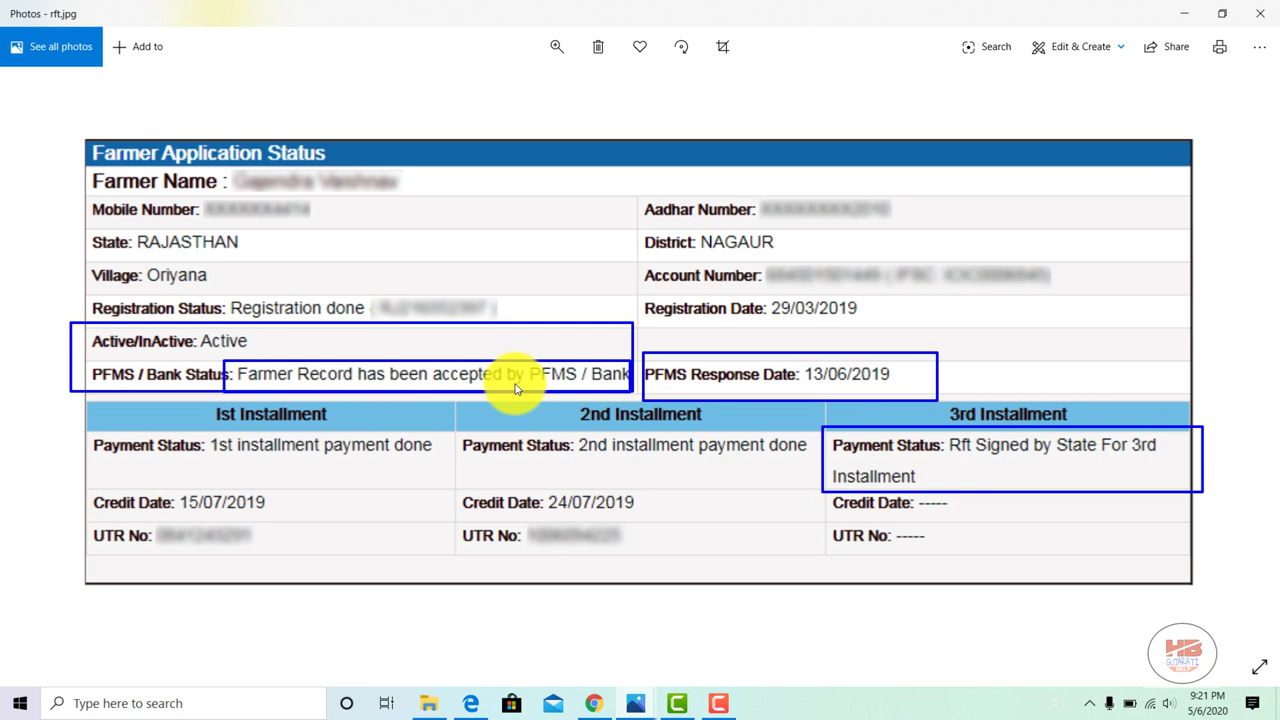 Photos - rft.jpg
See all photos
Add to
Search
Edit & Create
Share
Farmer Application Status
Farmer Name :
Mobile Number:
Aadhar Number:
State: RAJASTHAN
District: NAGAUR
Village: Oriyana
Account Number:
Registration Status: Registration done
Registration Date: 29/03/2019
Active/InActive: Active
PFMS / Bank Status: Farmer Record has been accepted by PFMS / Bank
PFMS Response Date: 13/06/2019
1st Installment
2nd Installment
3rd Installment
Payment Status: 1st installment payment done
Payment Status: 2nd installment payment done
Payment Status: Rft Signed by State For 3rd
Installment
Credit Date: 15/07/2019
Credit Date: 24/07/2019
Credit Date: -----
UTR No:
UTR No:
UTR No: -----
HB
GUJARATI
HELP
Type here to search
9:21 PM
5/6/2020